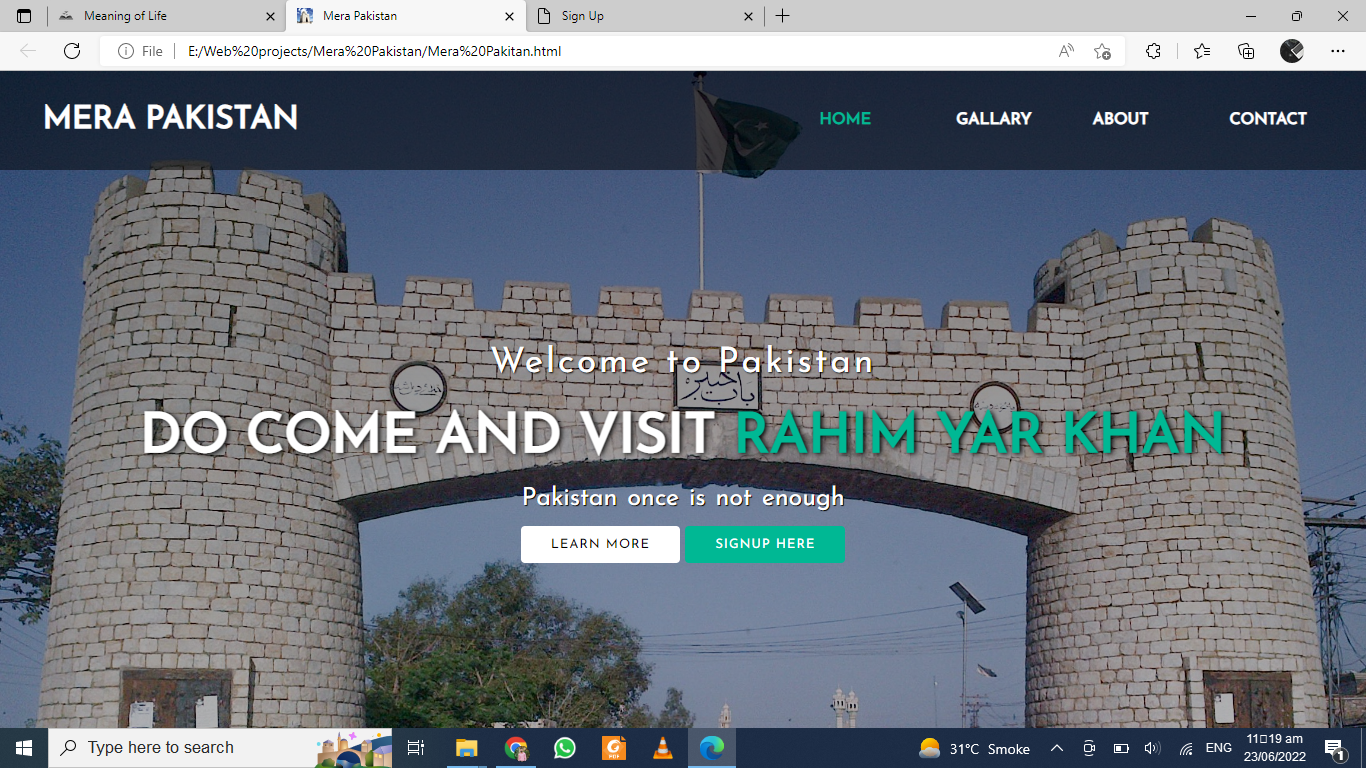 Meaning of Life
Mera Pakistan
Sign Up
File
E:/Web%20projects/Mera%20Pakistan/Mera%20Pakitan.html
MERA PAKISTAN
HOME
GALLARY
ABOUT
CONTACT
Welcome to Pakistan
باب خیبر
DO COME AND VISIT RAHIM YAR KHAN
Pakistan once is not enough
LEARN MORE
SIGNUP HERE
Type here to search
31°C Smoke
ENG
11□19 am
23/06/2022
1